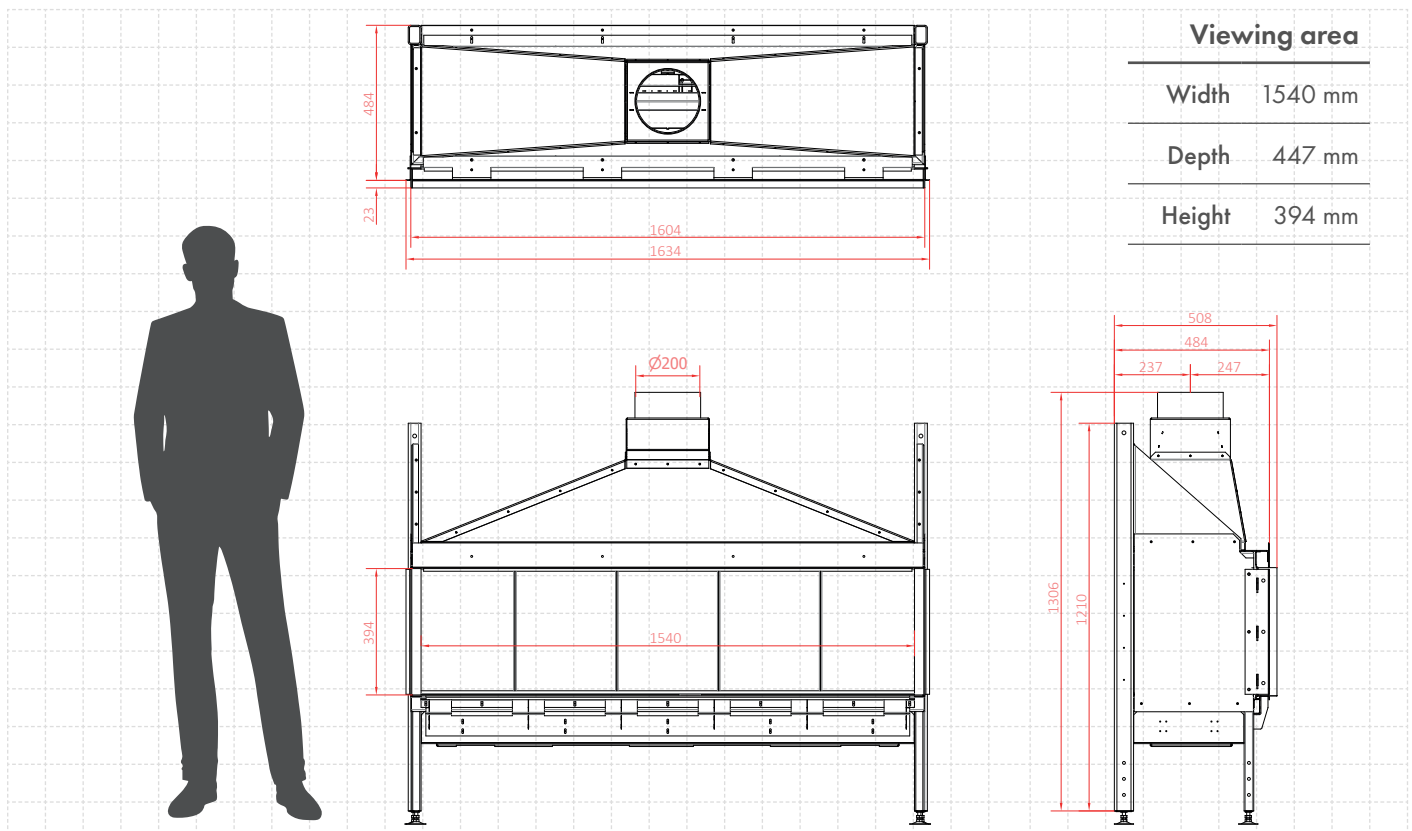 484
23
1604
1634
Viewing area
Width 1540 mm
Depth 447 mm
Height 394 mm
Ø200
394
1540
508
484
237 247
1306
1210